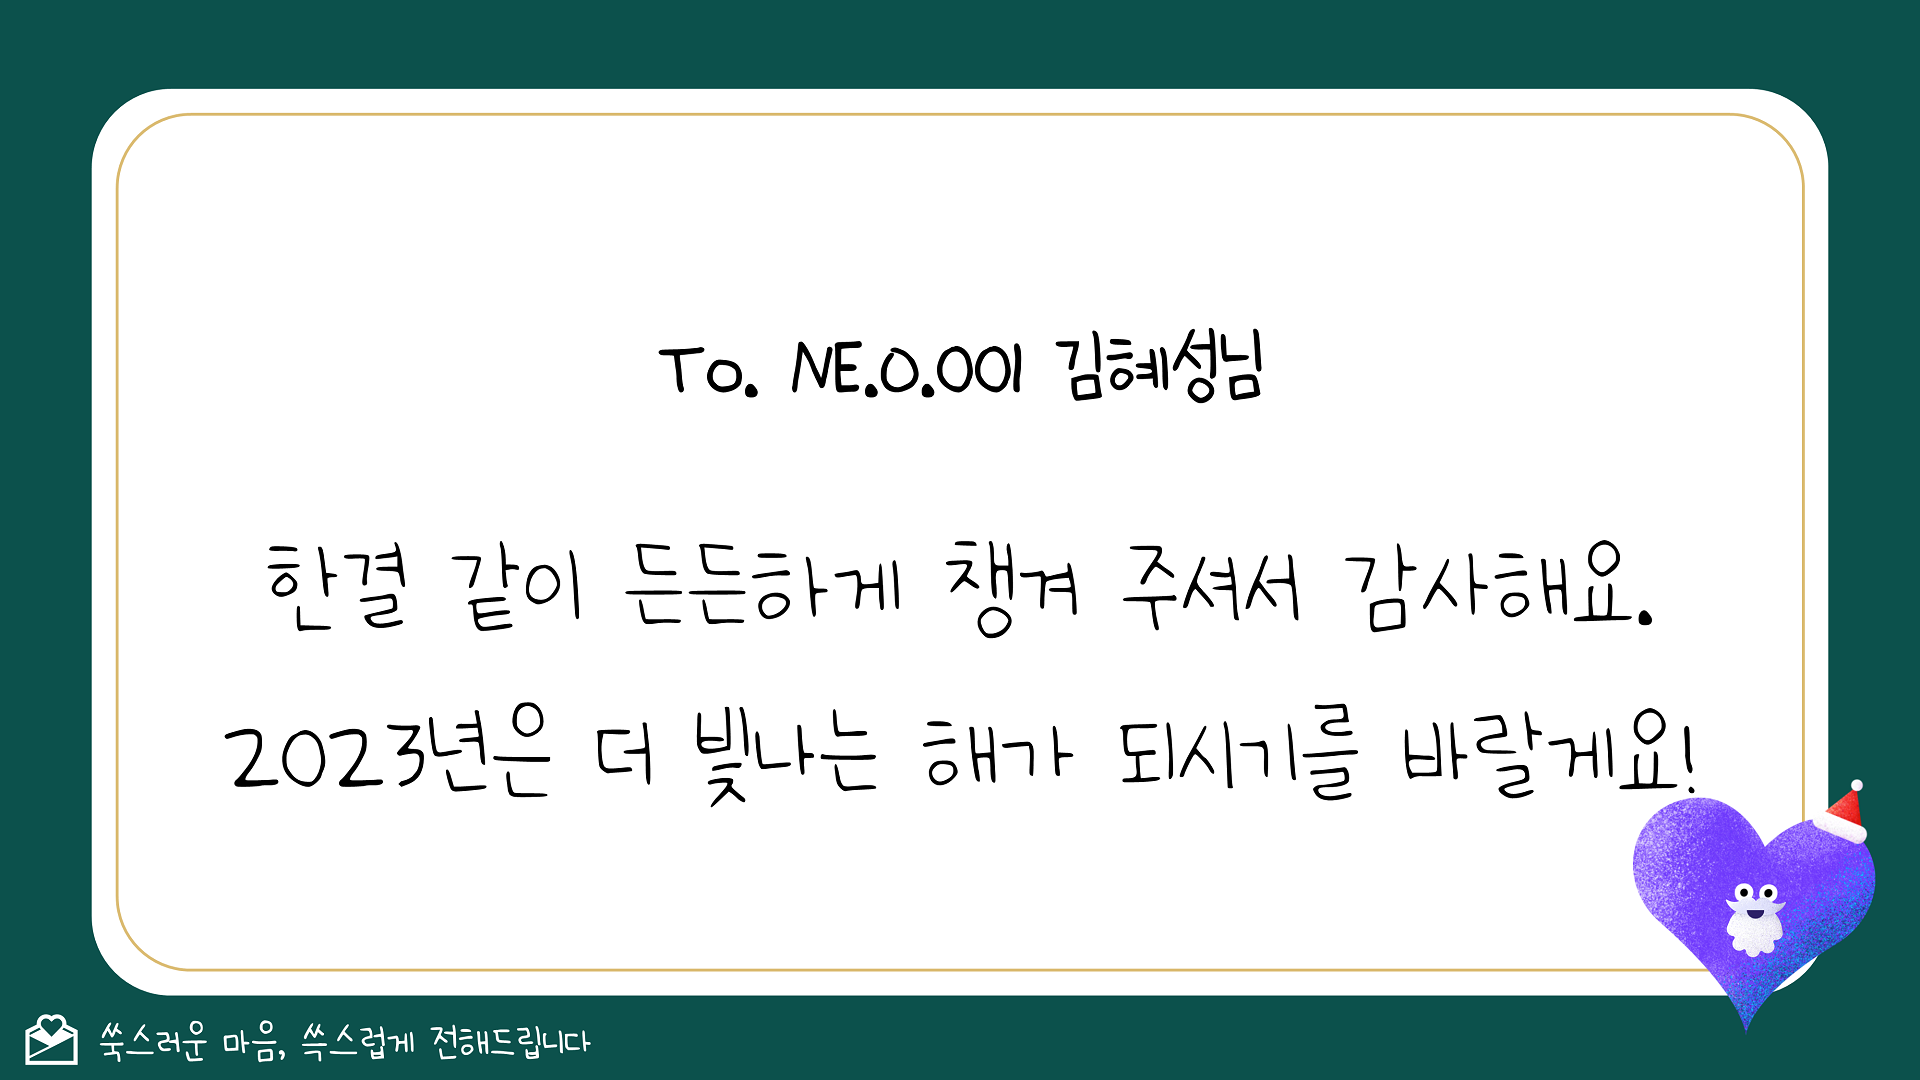 To. NE.O.001 김혜성님
한결 같이 든든하게 챙겨 주셔서 감사해요.
2023년은 더 빛나는 해가 되시기를 바랄게요!
쑥스러운 마음, 쓱스럽게 전해드립니다